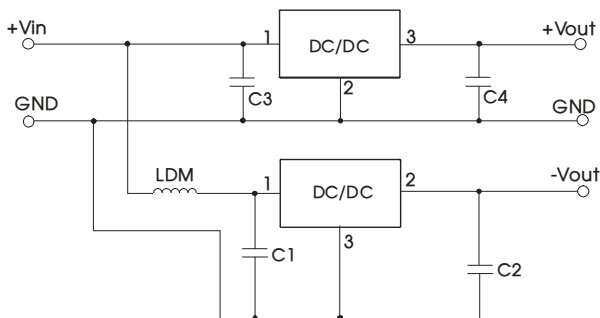 +Vin
1
DC/DC
3
+Vout
C3
2
C4
GND
GND
LDM
1
DC/DC
2
-Vout
C1
3
C2